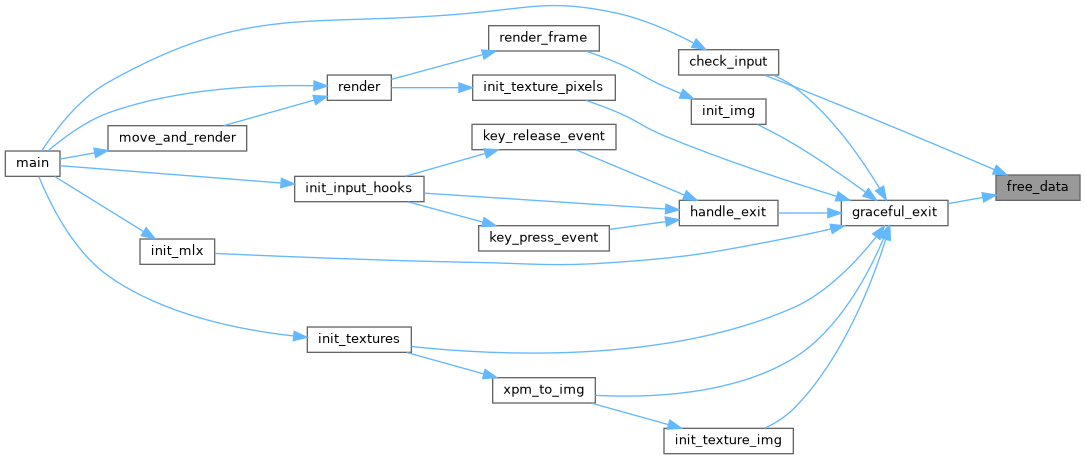 render_frame
check_input
render
init_texture_pixels
init_img
move_and_render
key_release_event
main
init_input_hooks
free_data
handle_exit
graceful_exit
key_press_event
init_mlx
init_textures
xpm_to_img
init_texture_img